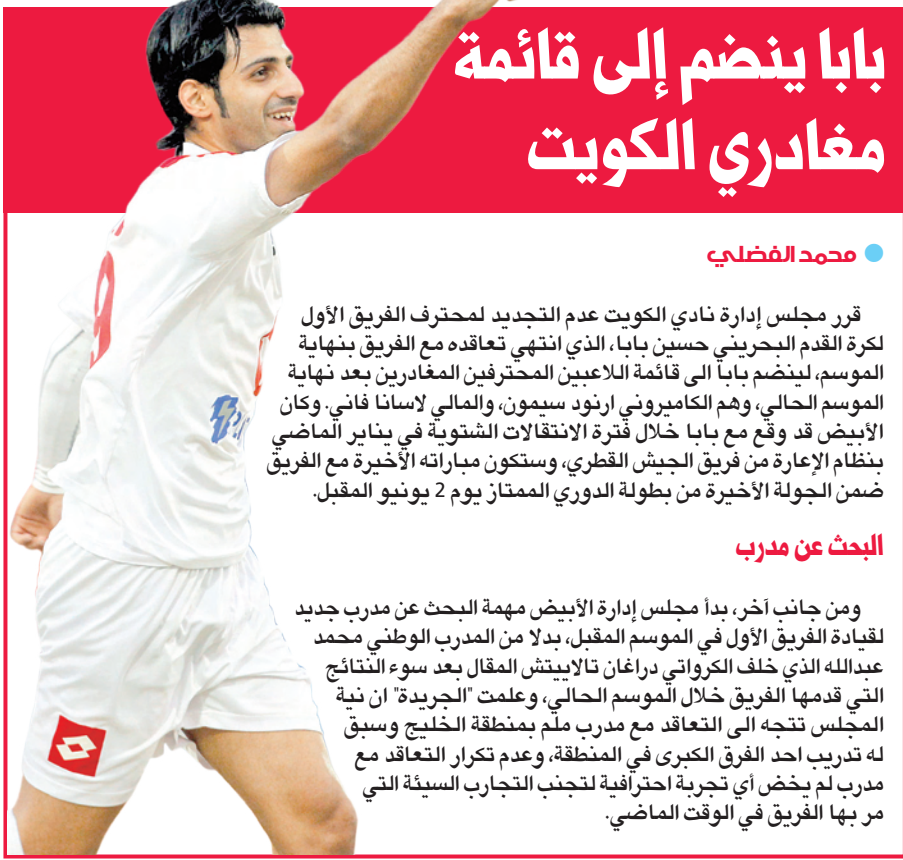 بابا ينضم إلى قائمة
مغادري الكويت
محمد الفضلي
قرر مجلس إدارة نادي الكويت عدم التجديد لمحترف الفريق الأول
لكرة القدم البحريني حسين بابا، الذي انتهي تعاقده مع الفريق بنهاية
الموسم، لينضم بابا الى قائمة اللاعبين المحترفين المغادرين بعد نهاية
الموسم الحالي، وهم الكاميروني ارنود سيمون، والمالي لاسانا فاني. وكان
الأبيض قد وقع مع بابا خلال فترة الانتقالات الشتوية في يناير الماضي
بنظام الإعارة من فريق الجيش القطري، وستكون مباراته الأخيرة مع الفريق
ضمن الجولة الأخيرة من بطولة الدوري الممتاز يوم 2 يونيو المقبل.
البحث عن مدرب
ومن جانب آخر، بدأ مجلس إدارة الأبيض مهمة البحث عن مدرب جديد
لقيادة الفريق الأول في الموسم المقبل، بدلا من المدرب الوطني محمد
عبدالله الذي خلف الكرواتي دراغان تالاييتش المقال بعد سوء النتائج
التي قدمها الفريق خلال الموسم الحالي، وعلمت "الجريدة" ان نية
المجلس تتجه الى التعاقد مع مدرب ملم بمنطقة الخليج وسبق
له تدريب احد الفرق الكبرى في المنطقة، وعدم تكرار التعاقد مع
مدرب لم يخض أي تجربة احترافية لتجنب التجارب السيئة التي
مر بها الفريق في الوقت الماضي.
9